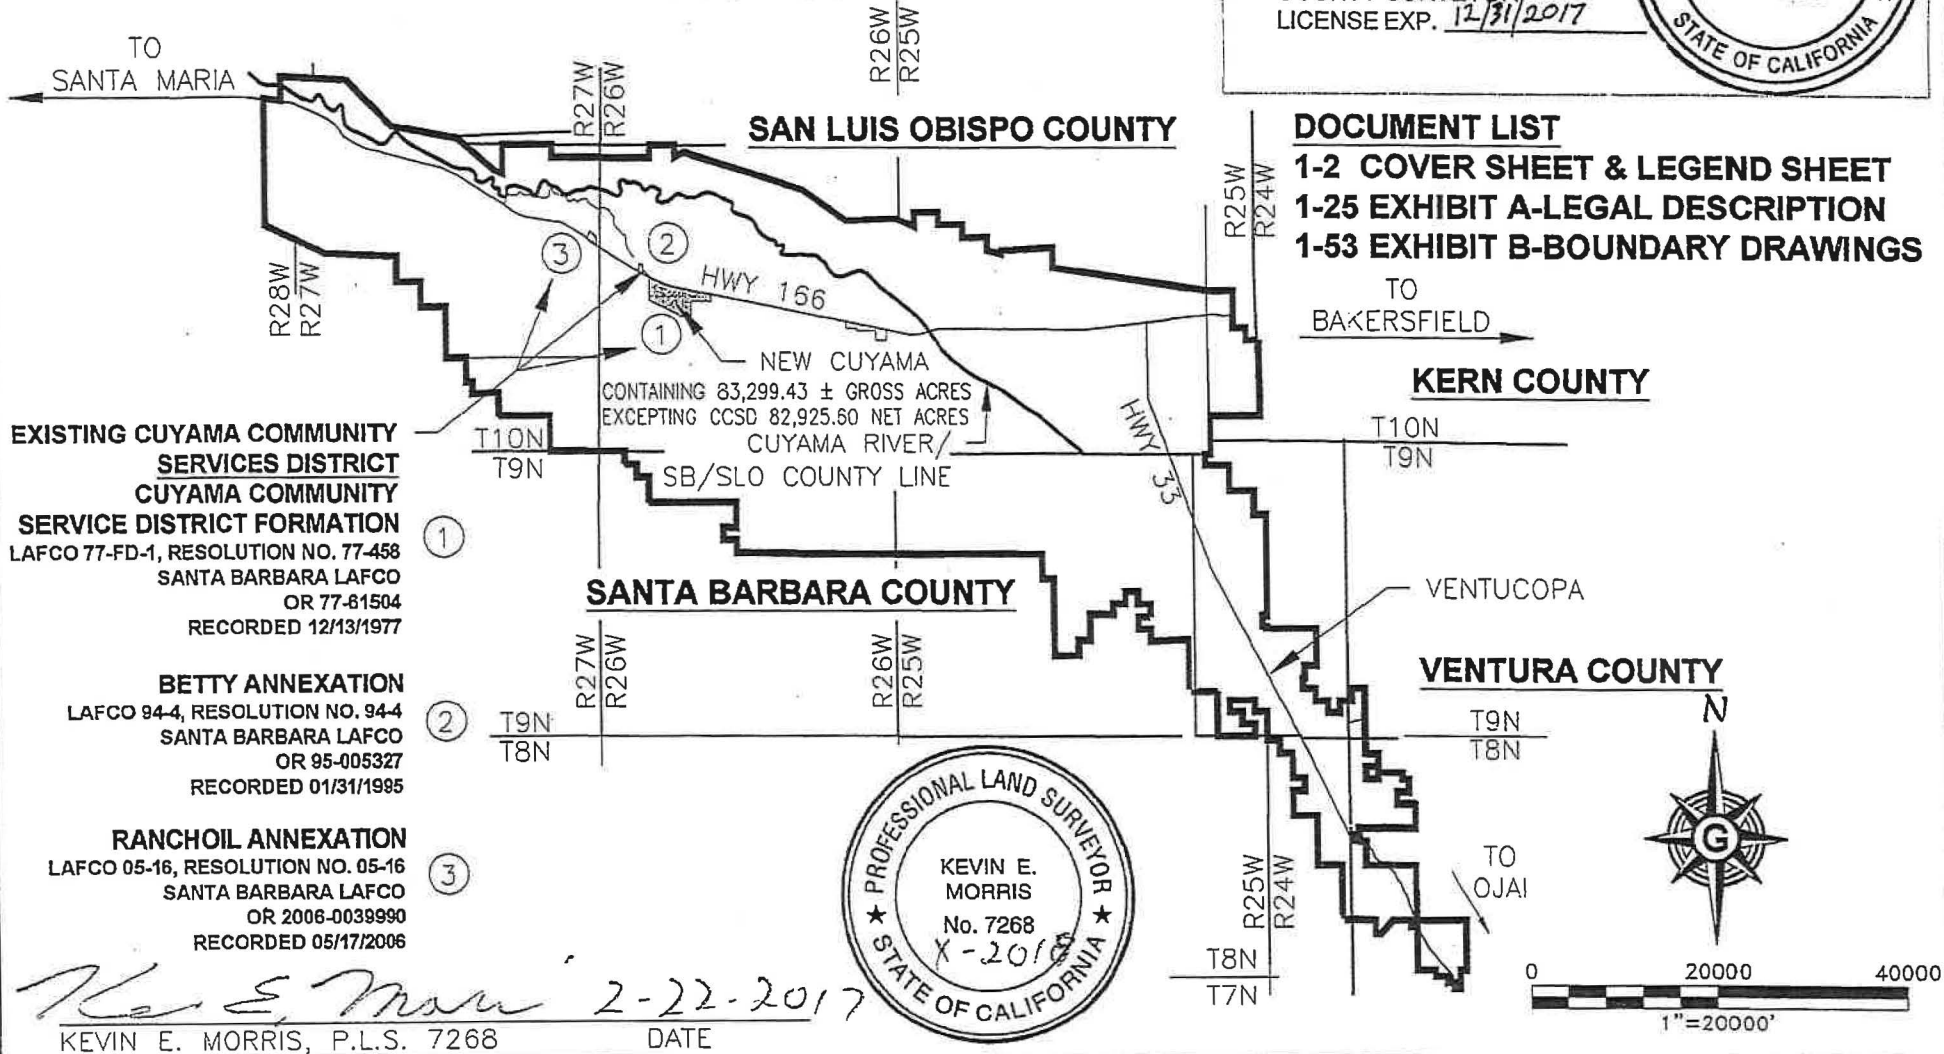 LICENSE EXP. 12/31/2017
STATE OF CALIFORNIA
TO
SANTA MARIA
R26W
R25W
R27W
R26W
SAN LUIS OBISPO COUNTY
DOCUMENT LIST
1-2 COVER SHEET & LEGEND SHEET
1-25 EXHIBIT A-LEGAL DESCRIPTION
1-53 EXHIBIT B-BOUNDARY DRAWINGS
R25W
R24W
TO
BAKERSFIELD
KERN COUNTY
R28W
R27W
3
2
1
HWY 166
NEW CUYAMA
CONTAINING 83,299.43 ± GROSS ACRES
EXCEPTING CCSD 82,925.60 NET ACRES
CUYAMA RIVER/
SB/SLO COUNTY LINE
HWY 33
T10N
T9N
T10N
T9N
EXISTING CUYAMA COMMUNITY
SERVICES DISTRICT
CUYAMA COMMUNITY
SERVICE DISTRICT FORMATION
LAFCO 77-FD-1, RESOLUTION NO. 77-458
SANTA BARBARA LAFCO
OR 77-61504
RECORDED 12/13/1977
1
BETTY ANNEXATION
LAFCO 94-4, RESOLUTION NO. 94-4
SANTA BARBARA LAFCO
OR 95-005327
RECORDED 01/31/1995
2
RANCHOIL ANNEXATION
LAFCO 05-16, RESOLUTION NO. 05-16
SANTA BARBARA LAFCO
OR 2006-0039990
RECORDED 05/17/2006
3
SANTA BARBARA COUNTY
VENTUCOPA
VENTURA COUNTY
R27W
R26W
R26W
R25W
T9N
T8N
T9N
T8N
N
G
R25W
R24W
TO
OJAI
T8N
T7N
PROFESSIONAL LAND SURVEYOR
KEVIN E.
MORRIS
No. 7268
STATE OF CALIFORNIA
2-22-2017
KEVIN E. MORRIS, P.L.S. 7268 DATE
0 20000 40000
1"=20000'